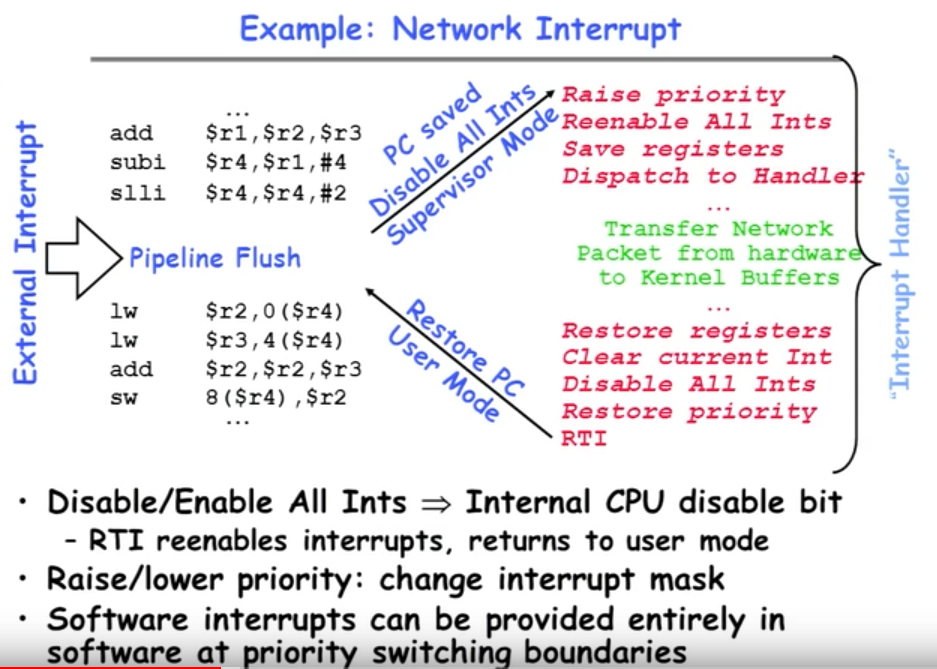 Example: Network Interrupt
External Interrupt
...
add $r1,$r2,$r3
subi $r4,$r1,#4
slli $r4,$r4,#2
Pipeline Flush
lw $r2,0($r4)
lw $r3,4($r4)
add $r2,$r2,$r3
sw 8($r4),$r2
...
PC saved
Disable All Ints
Supervisor Mode
Restore PC
User Mode
Raise priority
Reenable All Ints
Save registers
Dispatch to Handler
...
Transfer Network
Packet from hardware
to Kernel Buffers
...
Restore registers
Clear current Int
Disable All Ints
Restore priority
RTI
“Interrupt Handler”
• Disable/Enable All Ints ⇒ Internal CPU disable bit
– RTI reenables interrupts, returns to user mode
• Raise/lower priority: change interrupt mask
• Software interrupts can be provided entirely in
software at priority switching boundaries